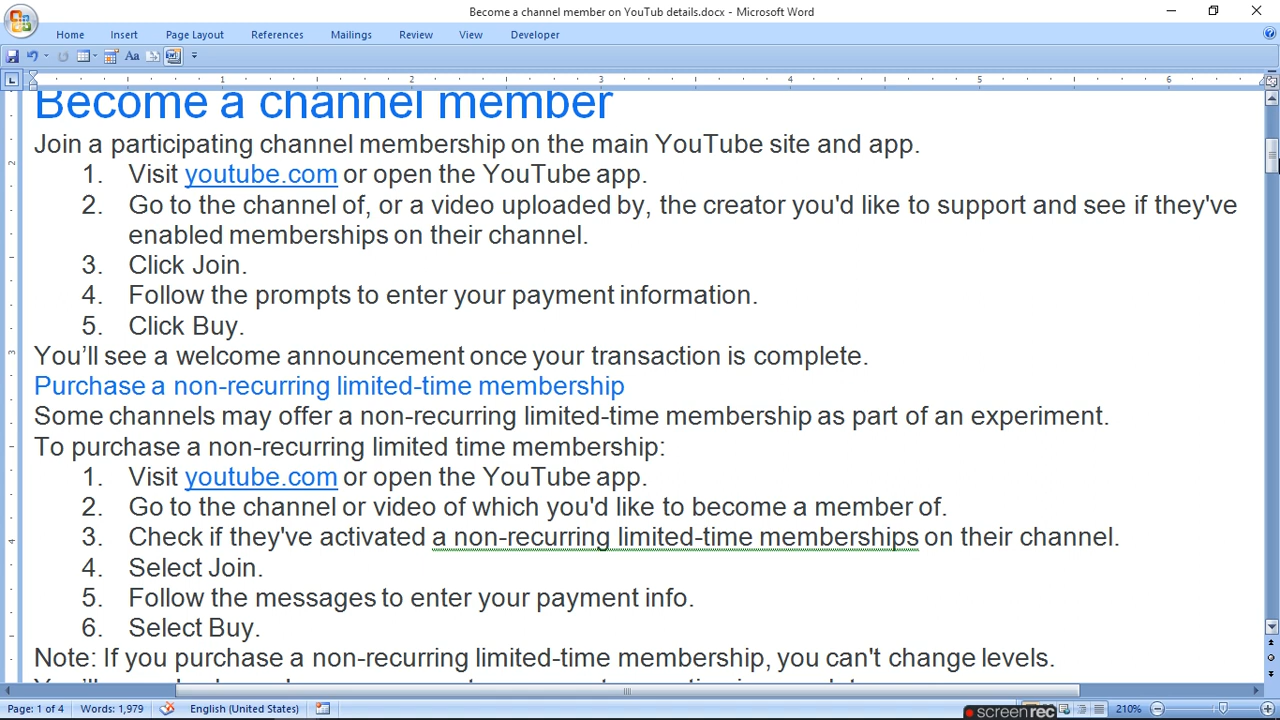 Become a channel member on YouTub details.docx - Microsoft Word
Home Insert Page Layout References Mailings Review View Developer
Aa
1 2 3 4 5 6
Become a channel member
Join a participating channel membership on the main YouTube site and app.
1. Visit youtube.com or open the YouTube app.
2. Go to the channel of, or a video uploaded by, the creator you'd like to support and see if they've
enabled memberships on their channel.
3. Click Join.
4. Follow the prompts to enter your payment information.
5. Click Buy.
You’ll see a welcome announcement once your transaction is complete.
Purchase a non-recurring limited-time membership
Some channels may offer a non-recurring limited-time membership as part of an experiment.
To purchase a non-recurring limited time membership:
1. Visit youtube.com or open the YouTube app.
2. Go to the channel or video of which you'd like to become a member of.
3. Check if they've activated a non-recurring limited-time memberships on their channel.
4. Select Join.
5. Follow the messages to enter your payment info.
6. Select Buy.
Note: If you purchase a non-recurring limited-time membership, you can't change levels.
Page: 1 of 4 Words: 1,979 English (United States) screenrec 210%